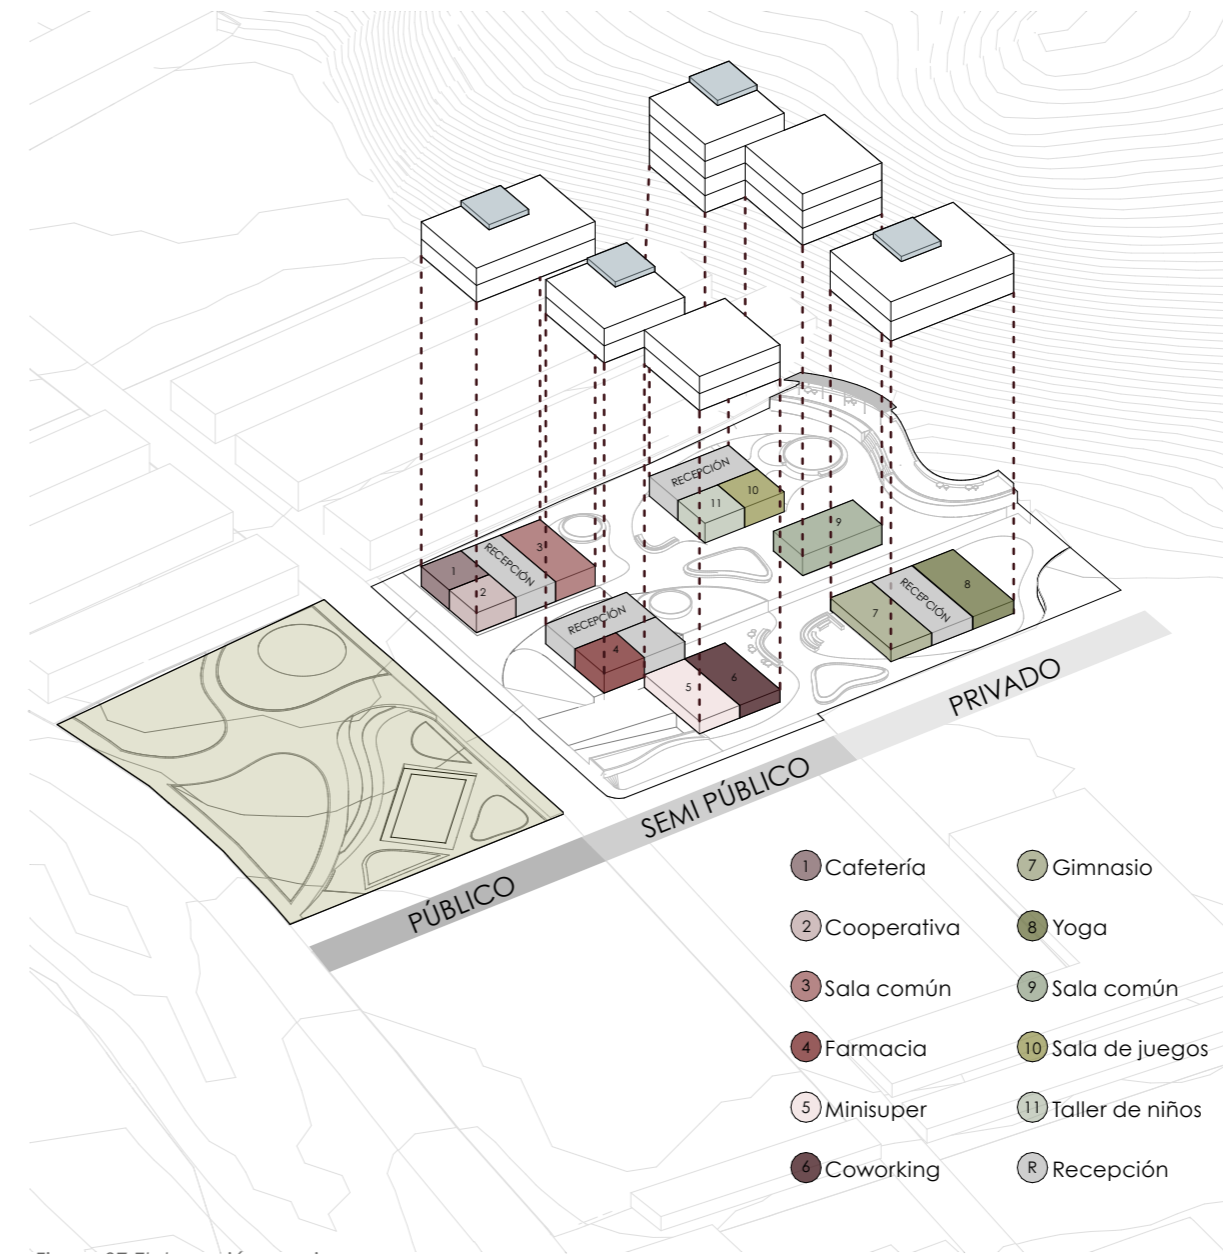 RECEPCIÓN
10
11
9
3
RECEPCIÓN
1
2
8
RECEPCIÓN
7
RECEPCIÓN
4
6
5
PRIVADO
SEMI PÚBLICO
PÚBLICO
1 Cafetería
2 Cooperativa
3 Sala común
4 Farmacia
5 Minisuper
6 Coworking
7 Gimnasio
8 Yoga
9 Sala común
10 Sala de juegos
11 Taller de niños
R Recepción